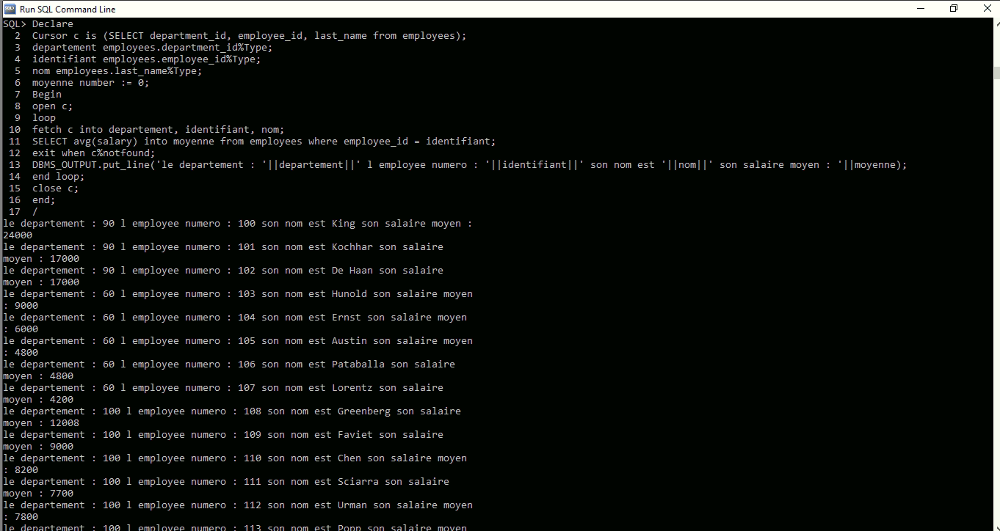 Run SQL Command Line
SQL> Declare
2 Cursor c is (SELECT department_id, employee_id, last_name from employees);
3 departement employees.department_id%Type;
4 identifiant employees.employee_id%Type;
5 nom employees.last_name%Type;
6 moyenne number := 0;
7 Begin
8 open c;
9 loop
10 fetch c into departement, identifiant, nom;
11 SELECT avg(salary) into moyenne from employees where employee_id = identifiant;
12 exit when c%notfound;
13 DBMS_OUTPUT.put_line('le departement : '||departement||' l employee numero : '||identifiant||' son nom est '||nom||' son salaire moyen : '||moyenne);
14 end loop;
15 close c;
16 end;
17 /
le departement : 90 l employee numero : 100 son nom est King son salaire moyen :
24000
le departement : 90 l employee numero : 101 son nom est Kochhar son salaire
moyen : 17000
le departement : 90 l employee numero : 102 son nom est De Haan son salaire
moyen : 17000
le departement : 60 l employee numero : 103 son nom est Hunold son salaire moyen
: 9000
le departement : 60 l employee numero : 104 son nom est Ernst son salaire moyen
: 6000
le departement : 60 l employee numero : 105 son nom est Austin son salaire moyen
: 4800
le departement : 60 l employee numero : 106 son nom est Pataballa son salaire
moyen : 4800
le departement : 60 l employee numero : 107 son nom est Lorentz son salaire
moyen : 4200
le departement : 100 l employee numero : 108 son nom est Greenberg son salaire
moyen : 12008
le departement : 100 l employee numero : 109 son nom est Faviet son salaire
moyen : 9000
le departement : 100 l employee numero : 110 son nom est Chen son salaire moyen
: 8200
le departement : 100 l employee numero : 111 son nom est Sciarra son salaire
moyen : 7700
le departement : 100 l employee numero : 112 son nom est Urman son salaire moyen
: 7800
le departement : 100 l employee numero : 113 son nom est Popp son salaire moyen